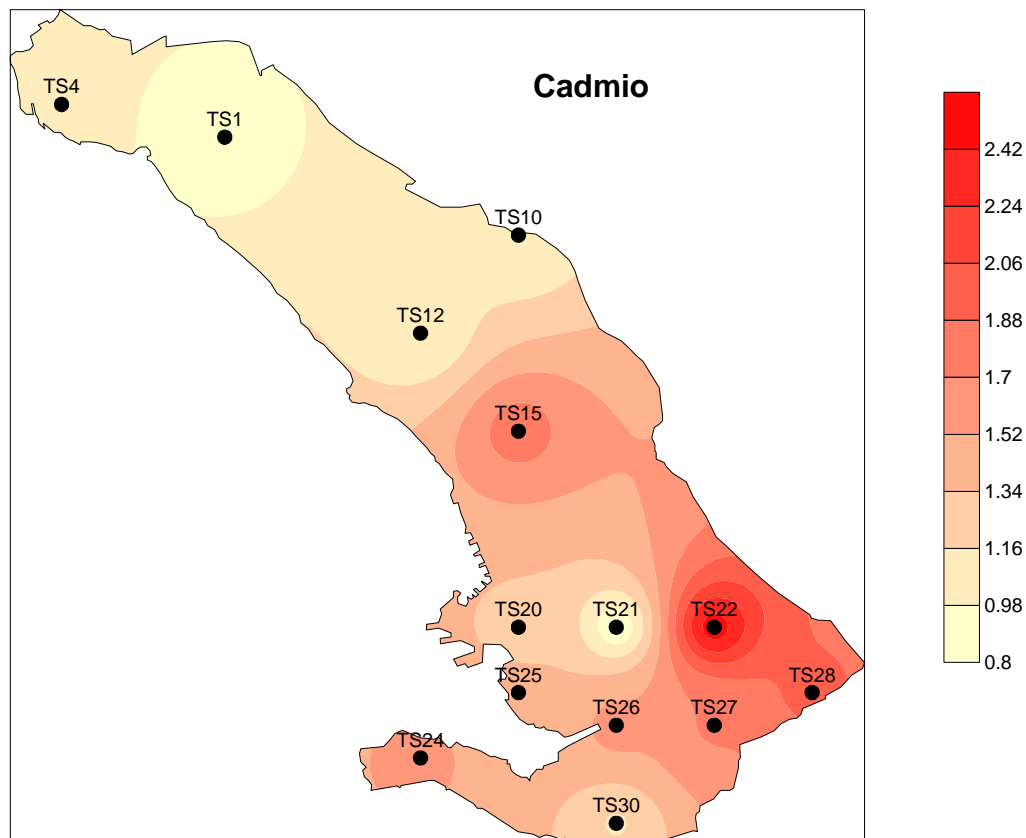 TS4
Cadmio
TS1
2.42
2.24
TS10
2.06
TS12
1.88
1.7
TS15
1.52
1.34
1.16
TS20
TS21
TS22
0.98
0.8
TS25
TS28
TS26
TS27
TS24
TS30